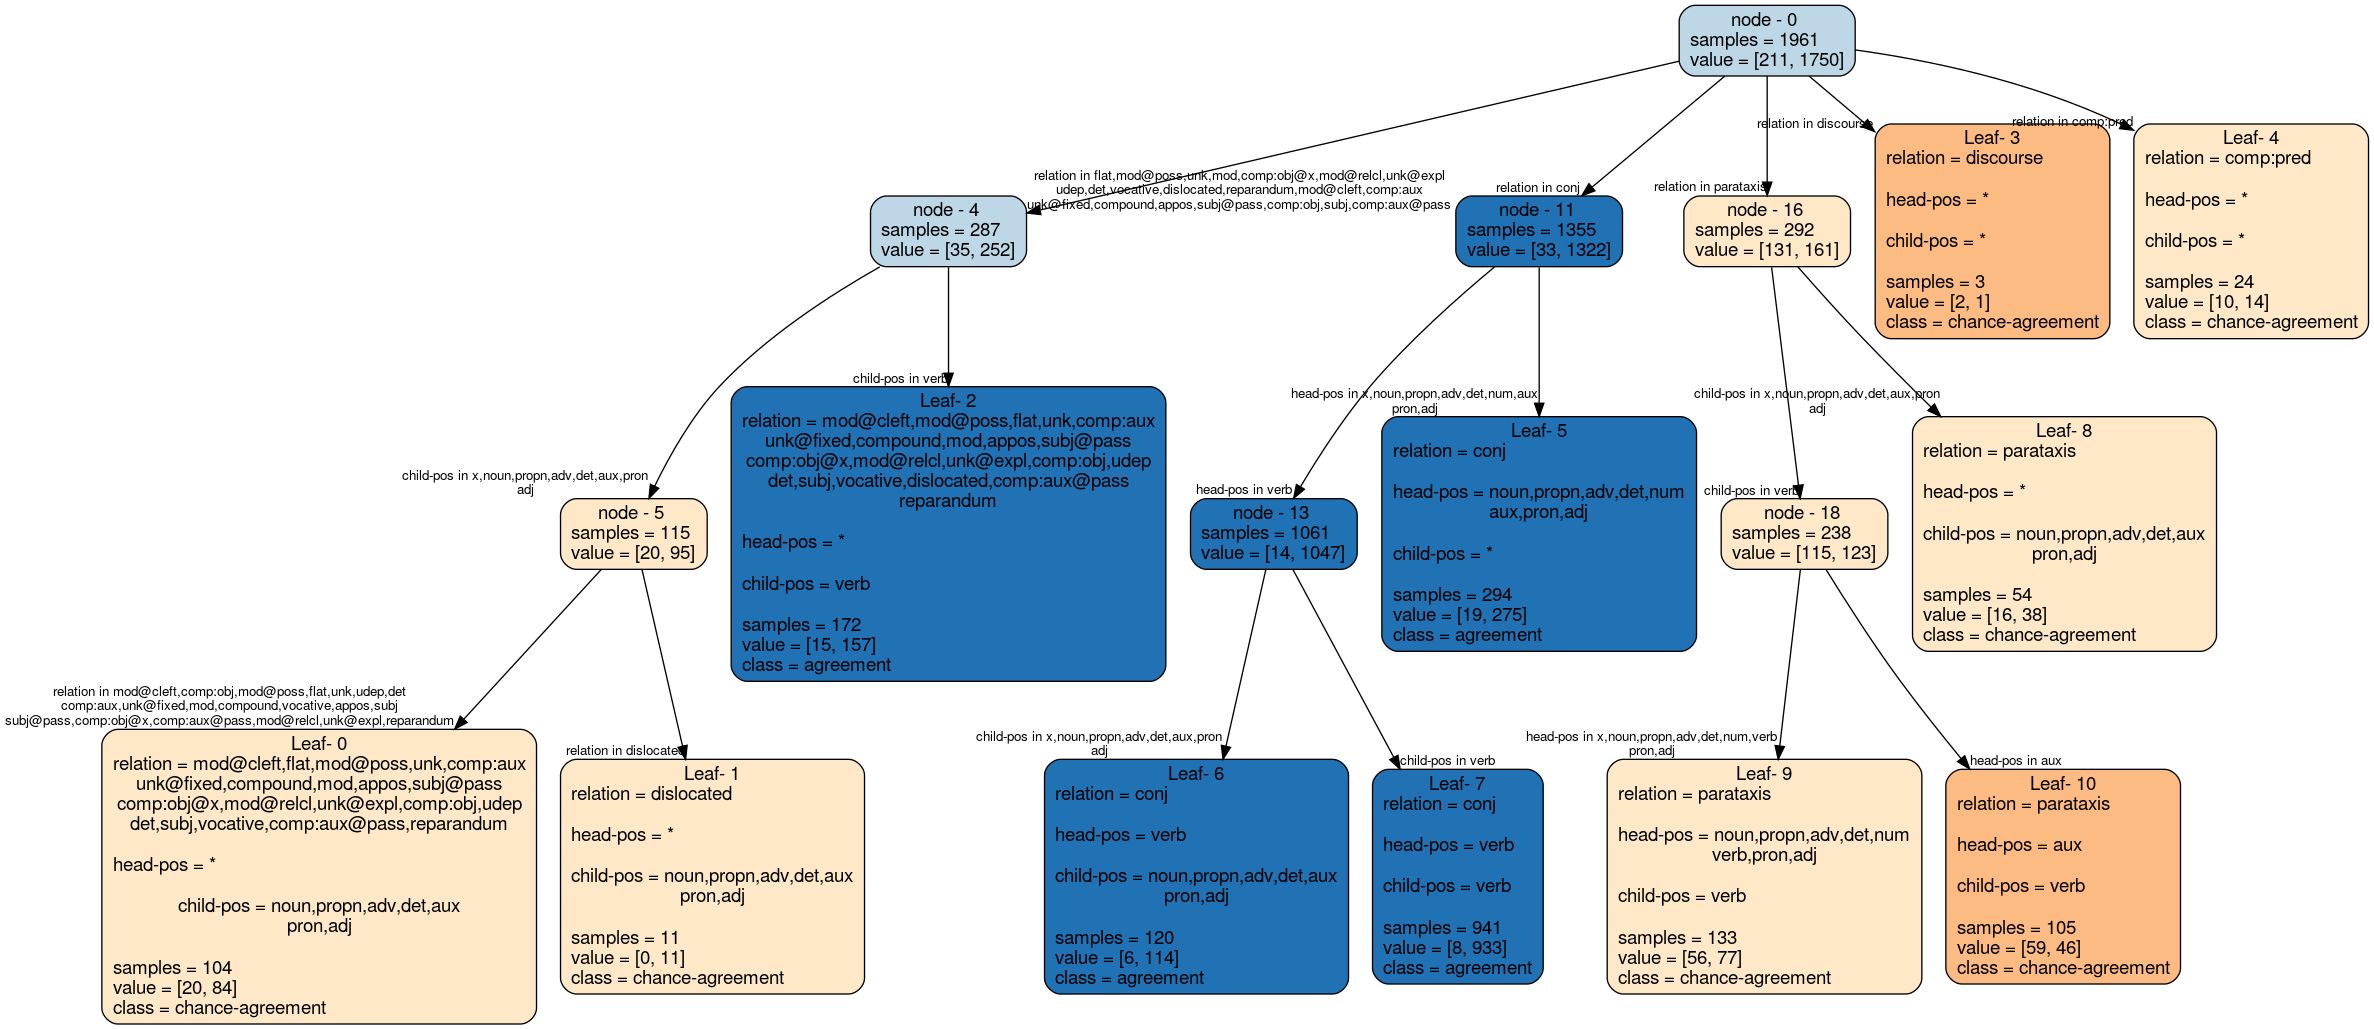 node - 0
samples = 1961
value = [211, 1750]
relation in flat,mod@poss,unk,mod,comp:obj@x,mod@relcl,unk@expl
udep,det,vocative,dislocated,reparandum,mod@cleft,comp:aux
unk@fixed,compound,appos,subj@pass,comp:obj,subj,comp:aux@pass
relation in conj
relation in parataxis
relation in discourse
relation in comp:pred
node - 4
samples = 287
value = [35, 252]
node - 11
samples = 1355
value = [33, 1322]
node - 16
samples = 292
value = [131, 161]
Leaf- 3
relation = discourse
head-pos = *
child-pos = *
samples = 3
value = [2, 1]
class = chance-agreement
Leaf- 4
relation = comp:pred
head-pos = *
child-pos = *
samples = 24
value = [10, 14]
class = chance-agreement
child-pos in x,noun,propn,adv,det,aux,pron
adj
child-pos in verb
head-pos in verb
head-pos in x,noun,propn,adv,det,num,aux
pron,adj
child-pos in verb
child-pos in x,noun,propn,adv,det,aux,pron
adj
node - 5
samples = 115
value = [20, 95]
Leaf- 2
relation = mod@cleft,mod@poss,flat,unk,comp:aux
unk@fixed,compound,mod,appos,subj@pass
comp:obj@x,mod@relcl,unk@expl,comp:obj,udep
det,subj,vocative,dislocated,comp:aux@pass
reparandum
head-pos = *
child-pos = verb
samples = 172
value = [15, 157]
class = agreement
node - 13
samples = 1061
value = [14, 1047]
Leaf- 5
relation = conj
head-pos = noun,propn,adv,det,num
aux,pron,adj
child-pos = *
samples = 294
value = [19, 275]
class = agreement
node - 18
samples = 238
value = [115, 123]
Leaf- 8
relation = parataxis
head-pos = *
child-pos = noun,propn,adv,det,aux
pron,adj
samples = 54
value = [16, 38]
class = chance-agreement
relation in mod@cleft,comp:obj,mod@poss,flat,unk,udep,det
comp:aux,unk@fixed,mod,compound,vocative,appos,subj
subj@pass,comp:obj@x,comp:aux@pass,mod@relcl,unk@expl,reparandum
relation in dislocated
child-pos in x,noun,propn,adv,det,aux,pron
adj
child-pos in verb
head-pos in x,noun,propn,adv,det,num,verb
pron,adj
head-pos in aux
Leaf- 0
relation = mod@cleft,flat,mod@poss,unk,comp:aux
unk@fixed,compound,mod,appos,subj@pass
comp:obj@x,mod@relcl,unk@expl,comp:obj,udep
det,subj,vocative,comp:aux@pass,reparandum
head-pos = *
child-pos = noun,propn,adv,det,aux
pron,adj
samples = 104
value = [20, 84]
class = chance-agreement
Leaf- 1
relation = dislocated
head-pos = *
child-pos = noun,propn,adv,det,aux
pron,adj
samples = 11
value = [0, 11]
class = chance-agreement
Leaf- 6
relation = conj
head-pos = verb
child-pos = noun,propn,adv,det,aux
pron,adj
samples = 120
value = [6, 114]
class = agreement
Leaf- 7
relation = conj
head-pos = verb
child-pos = verb
samples = 941
value = [8, 933]
class = agreement
Leaf- 9
relation = parataxis
head-pos = noun,propn,adv,det,num
verb,pron,adj
child-pos = verb
samples = 133
value = [56, 77]
class = chance-agreement
Leaf- 10
relation = parataxis
head-pos = aux
child-pos = verb
samples = 105
value = [59, 46]
class = chance-agreement